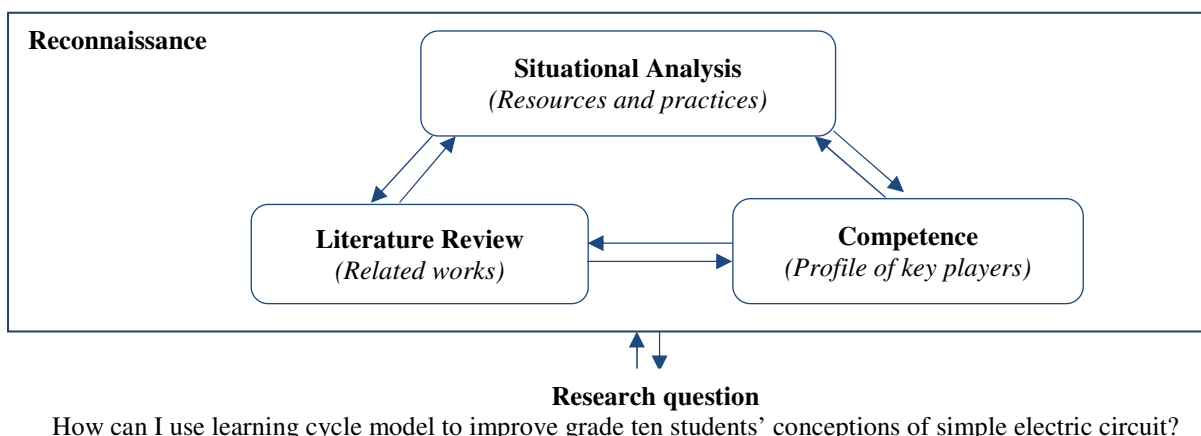 Reconnaissance
Situational Analysis
(Resources and practices)
Literature Review
(Related works)
Competence
(Profile of key players)
Research question
How can I use learning cycle model to improve grade ten students’ conceptions of simple electric circuit?